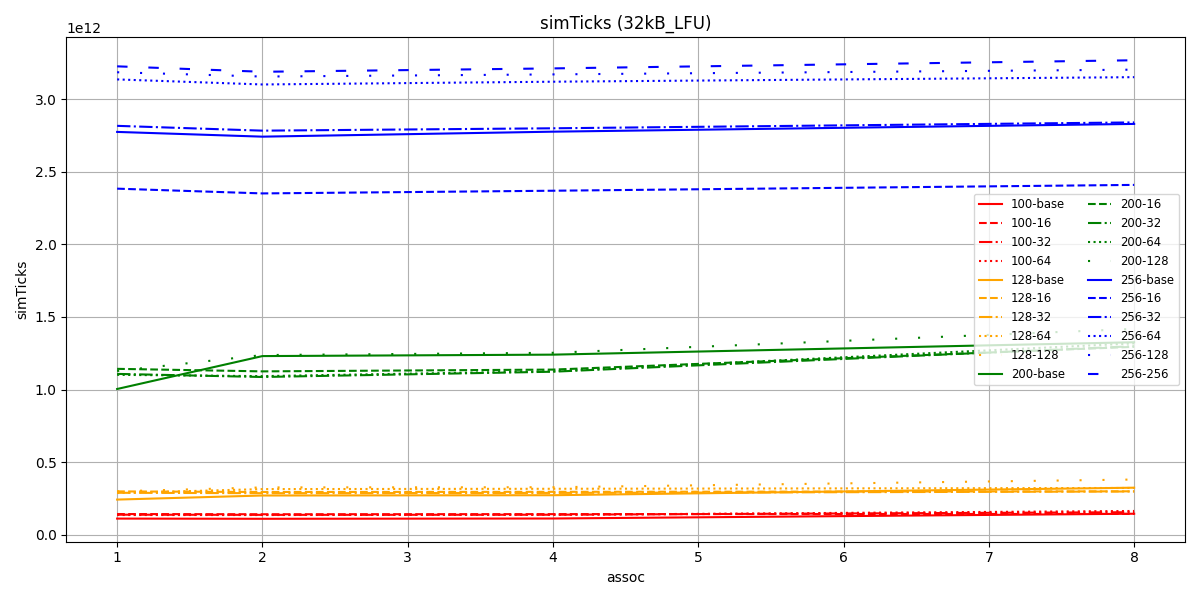 simTicks (32kB_LFU)
1e12
simTicks
3.0
2.5
2.0
1.5
1.0
0.5
0.0
1 2 3 4 5 6 7 8
assoc
100-base
100-16
100-32
100-64
128-base
128-16
128-32
128-64
128-128
200-base
200-16
200-32
200-64
200-128
256-base
256-16
256-32
256-64
256-128
256-256